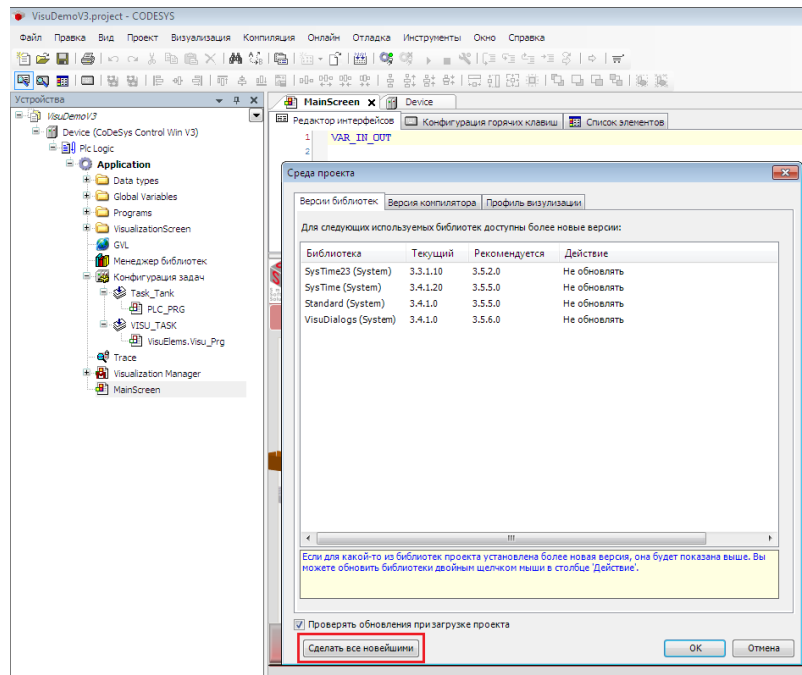 VisuDemoV3.project - CODESYS
Файл Правка Вид Проект Визуализация Компиляция Онлайн Отладка Инструменты Окно Справка
Устройства
VisuDemoV3
Device (CoDeSys Control Win V3)
Plc Logic
Application
Data types
Global Variables
Programs
VisualizationScreen
GVL
Менеджер библиотек
Конфигурация задач
Task_Tank
PLC_PRG
VISU_TASK
VisuElems.Visu_Prg
Trace
Visualization Manager
MainScreen
MainScreen Device
Редактор интерфейсов Конфигурация горячих клавиш Список элементов
1 VAR_IN_OUT
2
Среда проекта
Версии библиотек Версия компилятора Профиль визулизации
Для следующих используемых библиотек доступны более новые версии:
Библиотека Текущий Рекомендуется Действие
SysTime23 (System) 3.3.1.10 3.5.2.0 Не обновлять
SysTime (System) 3.4.1.20 3.5.5.0 Не обновлять
Standard (System) 3.4.1.0 3.5.5.0 Не обновлять
VisuDialogs (System) 3.4.1.0 3.5.6.0 Не обновлять
Если для какой-то из библиотек проекта установлена более новая версия, она будет показана выше. Вы
можете обновить библиотеки двойным щелчком мыши в столбце 'Действие'.
Проверять обновления при загрузке проекта
Сделать все новейшими OK Отмена